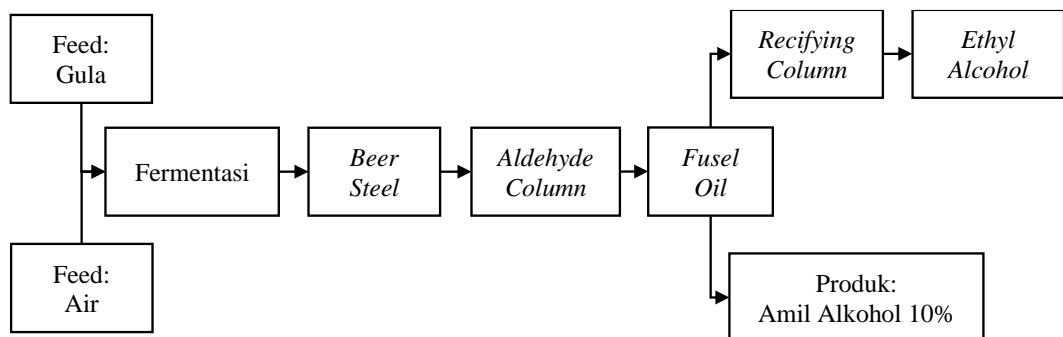 Feed:
Gula
Feed:
Air
Fermentasi
Beer
Steel
Aldehyde
Column
Fusel
Oil
Recifying
Column
Ethyl
Alcohol
Produk:
Amil Alkohol 10%